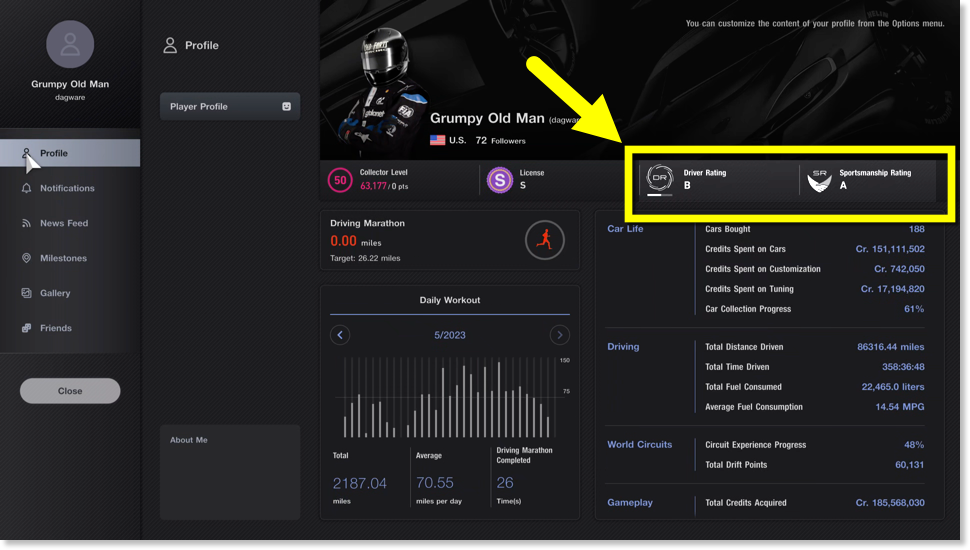 You can customize the content of your profile from the Options menu.
Grumpy Old Man
dagware
Profile
Notifications
News Feed
Milestones
Gallery
Friends
Close
Profile
Player Profile
About Me
FIA
Grumpy Old Man (dagwar
U.S. 72 Followers
50 Collector Level
63,177 / 0 pts
S License
S
DR Driver Rating
B
SR Sportsmanship Rating
A
Driving Marathon
0.00 miles
Target: 26.22 miles
Daily Workout
5/2023
150
75
Total
2187.04
miles
Average
70.55
miles per day
Driving Marathon
Completed
26
Time(s)
Car Life
Cars Bought 188
Credits Spent on Cars Cr. 151,111,502
Credits Spent on Customization Cr. 742,050
Credits Spent on Tuning Cr. 17,194,820
Car Collection Progress 61%
Driving
Total Distance Driven 86316.44 miles
Total Time Driven 358:36:48
Total Fuel Consumed 22,465.0 liters
Average Fuel Consumption 14.54 MPG
World Circuits
Circuit Experience Progress 48%
Total Drift Points 60,131
Gameplay
Total Credits Acquired Cr. 185,568,030